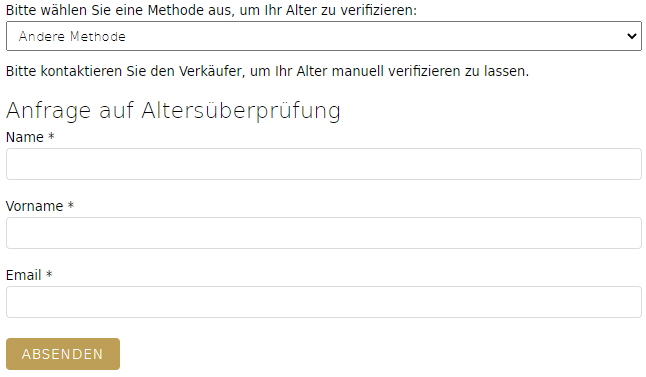 Bitte wählen Sie eine Methode aus, um Ihr Alter zu verifizieren:
Andere Methode
Bitte kontaktieren Sie den Verkäufer, um Ihr Alter manuell verifizieren zu lassen.
Anfrage auf Altersüberprüfung
Name *
Vorname *
Email *
ABSENDEN